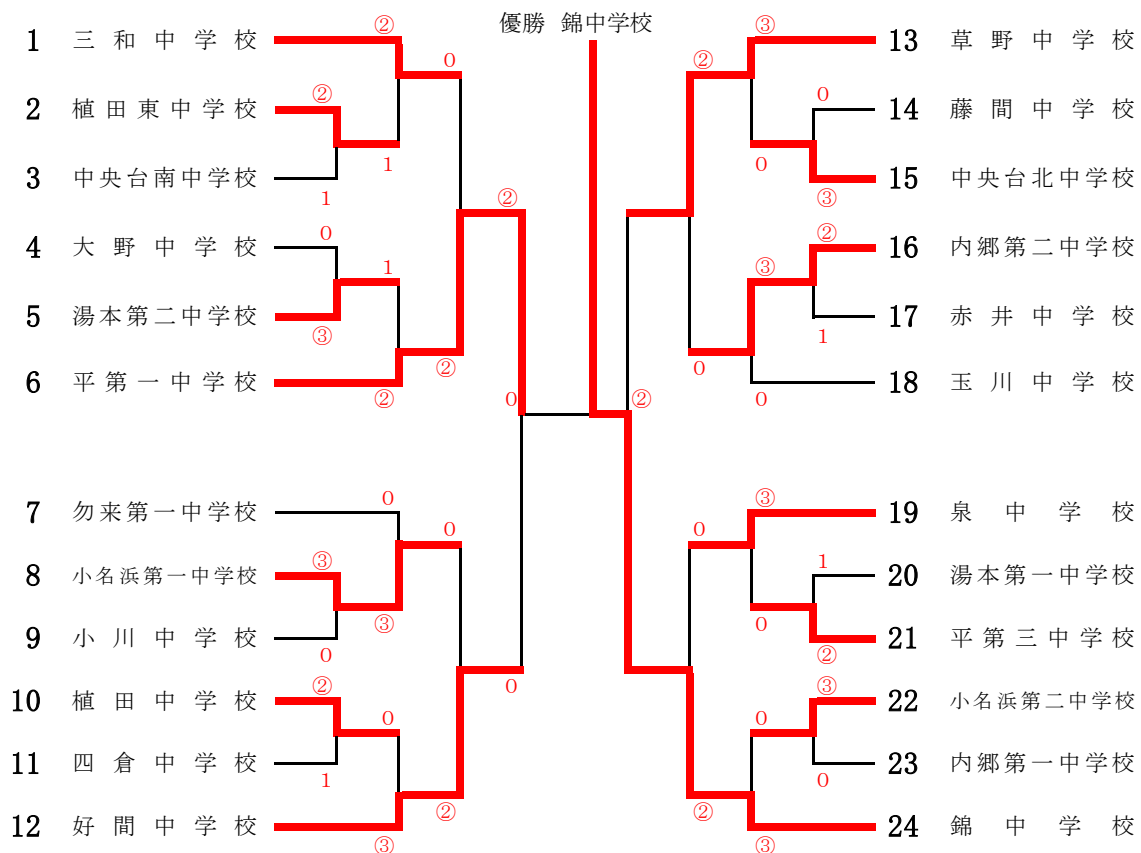 優勝 錦中学校
②
③
1 三和中学校
13 草野中学校
0
②
②
0
2 植田東中学校
14 藤間中学校
1
0
3 中央台南中学校
15 中央台北中学校
1
②
③
0
②
4 大野中学校
16 内郷第二中学校
1
③
5 湯本第二中学校
17 赤井中学校
③
1
②
0
6 平第一中学校
18 玉川中学校
②
0
②
0
0
③
7 勿来第一中学校
19 泉中学校
0
0
③
1
8 小名浜第一中学校
20 湯本第一中学校
③
0
9 小川中学校
21 平第三中学校
0
②
②
0
③
10 植田中学校
22 小名浜第二中学校
0
0
11 四倉中学校
23 内郷第一中学校
1
0
②
②
12 好間中学校
24 錦中学校
③
③